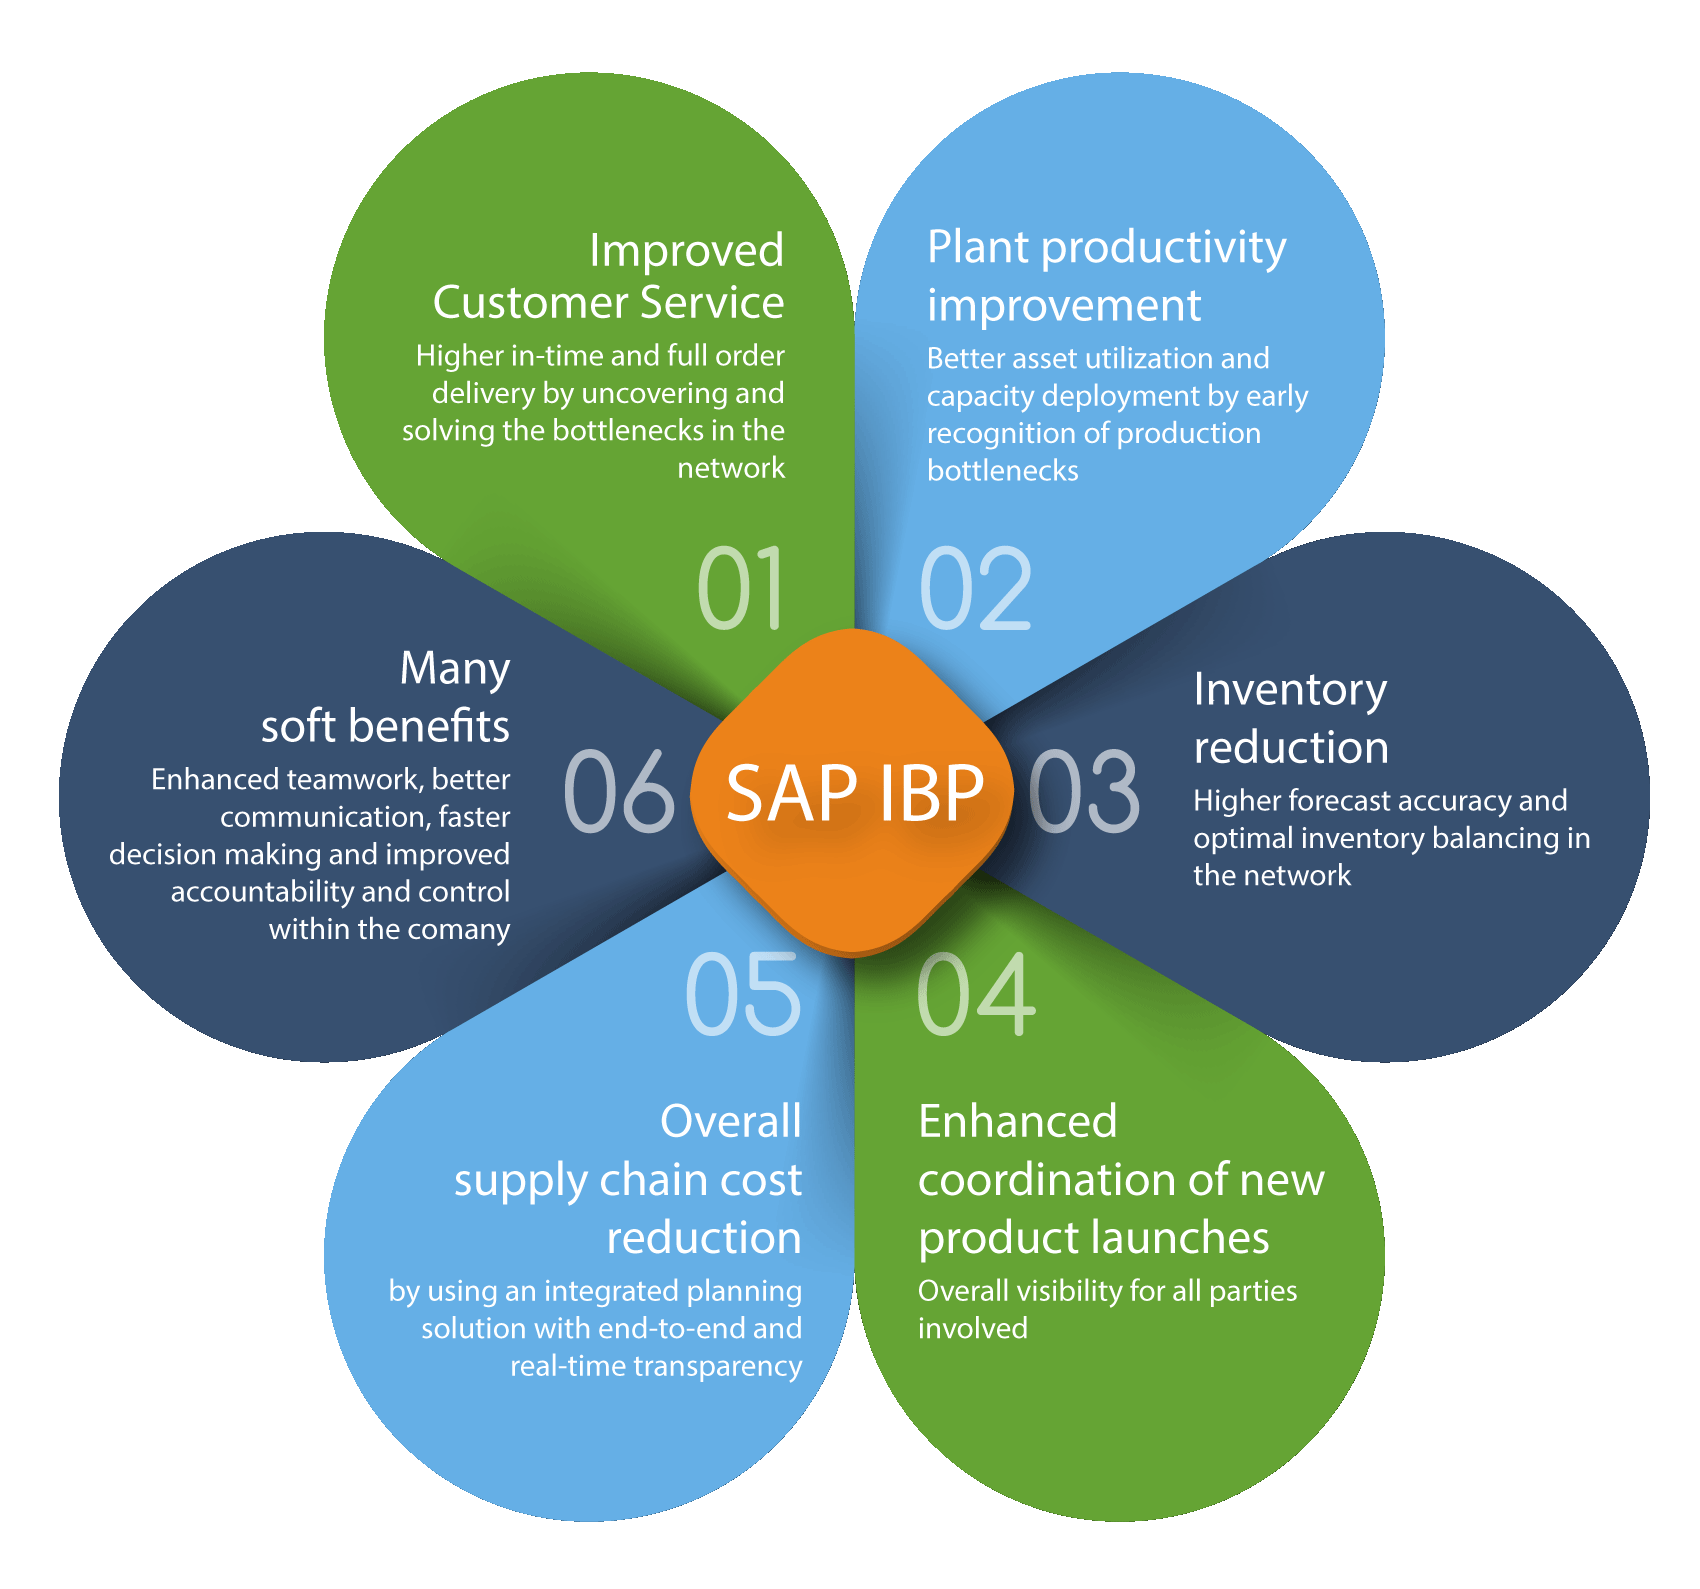 Improved
Customer Service
Higher in-time and full order
delivery by uncovering and
solving the bottlenecks in the
network
01
Plant productivity
improvement
Better asset utilization and
capacity deployment by early
recognition of production
bottlenecks
02
Inventory
reduction
Higher forecast accuracy and
optimal inventory balancing in
the network
03
04
Enhanced
coordination of new
product launches
Overall visibility for all parties
involved
05
Overall
supply chain cost
reduction
by using an integrated planning
solution with end-to-end and
real-time transparency
Many
soft benefits
Enhanced teamwork, better
communication, faster
decision making and improved
accountability and control
within the comany
06
SAP IBP